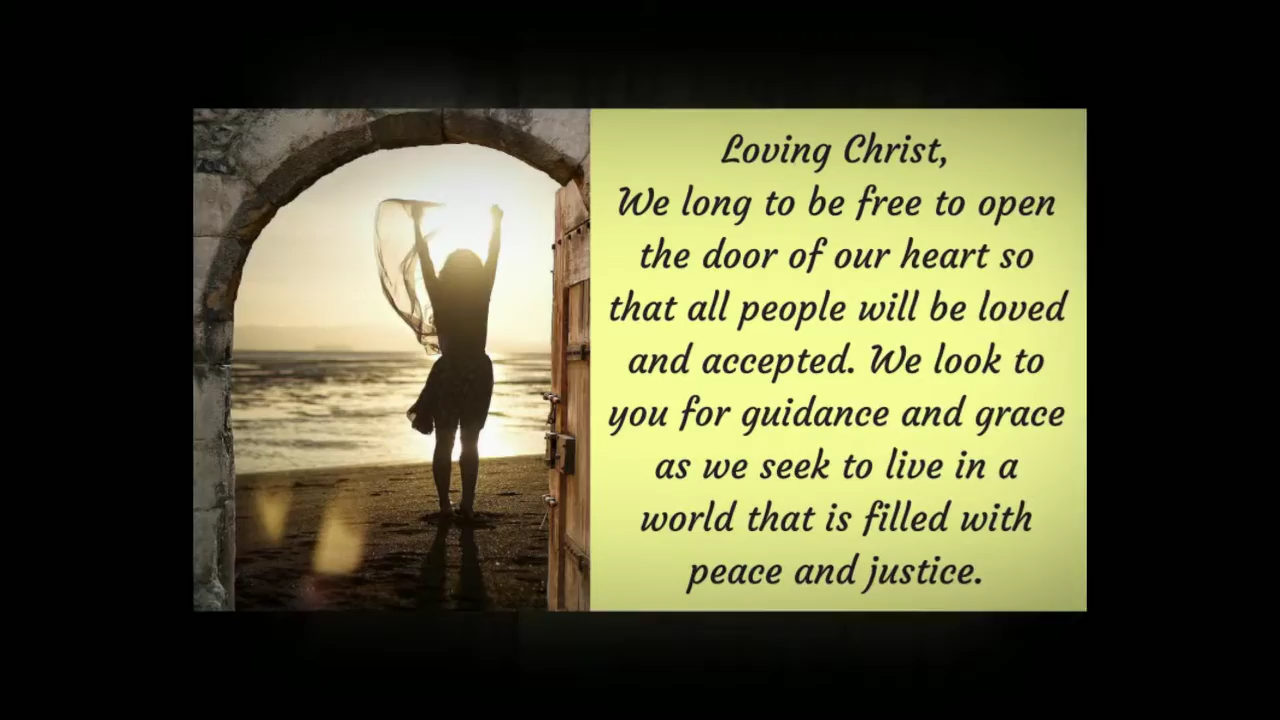 Loving Christ,
We long to be free to open
the door of our heart so
that all people will be loved
and accepted. We look to
you for guidance and grace
as we seek to live in a
world that is filled with
peace and justice.